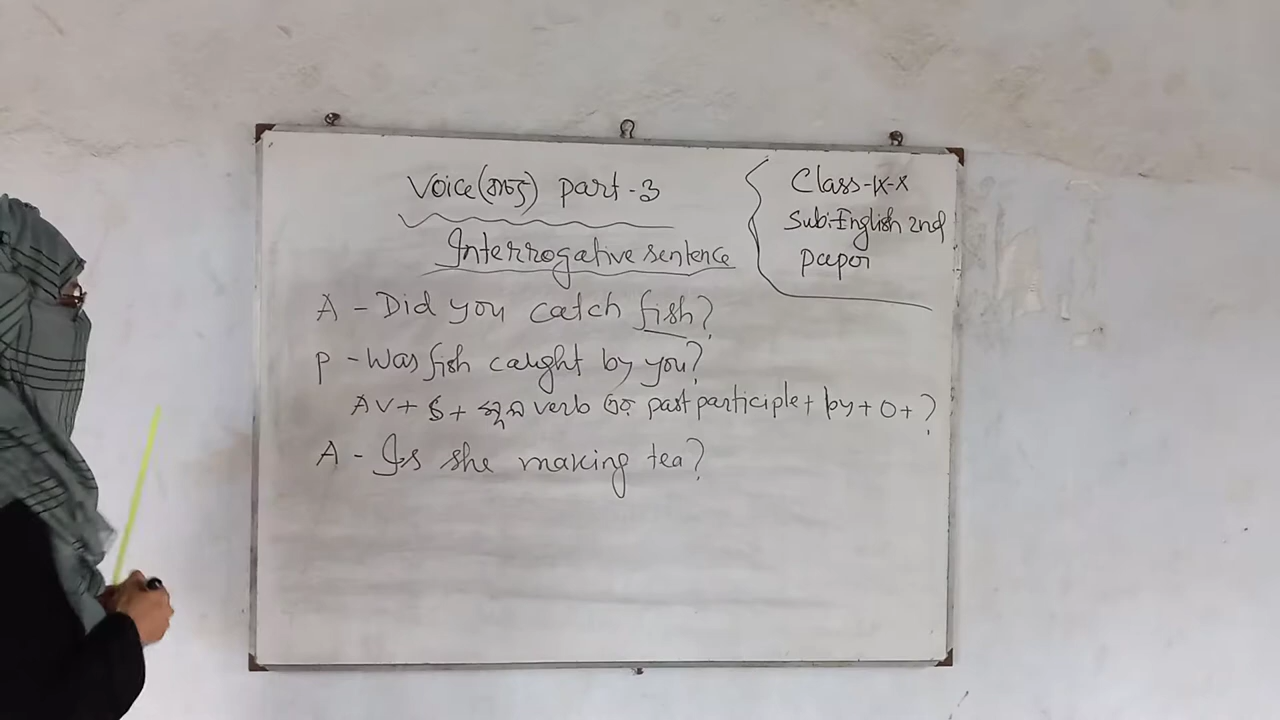 Voice(বাচ্য) part-3
Interrogative sentence
Class-IX-X
Sub:-English 2nd
paper
A - Did you catch fish?
P - Was fish caught by you?
AV + S + মূল verb এর past participle + by + O + ?
A - Is she making tea?